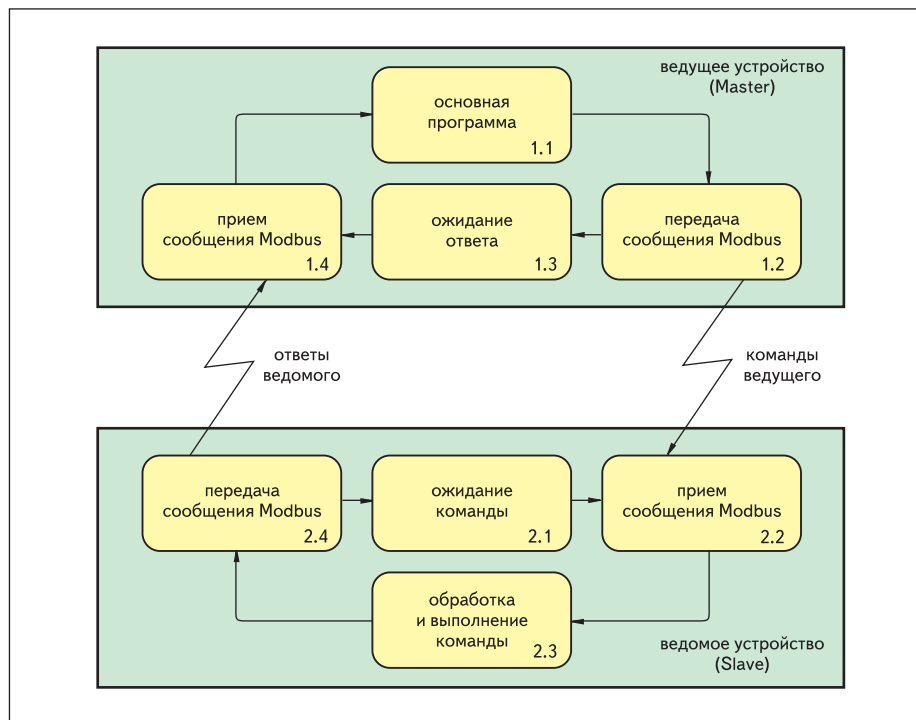 ведущее устройство
(Master)
основная
программа
1.1
прием
сообщения Modbus
1.4
ожидание
ответа
1.3
передача
сообщения Modbus
1.2
ответы
ведомого
команды
ведущего
передача
сообщения Modbus
2.4
ожидание
команды
2.1
прием
сообщения Modbus
2.2
обработка
и выполнение
команды
2.3
ведомое устройство
(Slave)